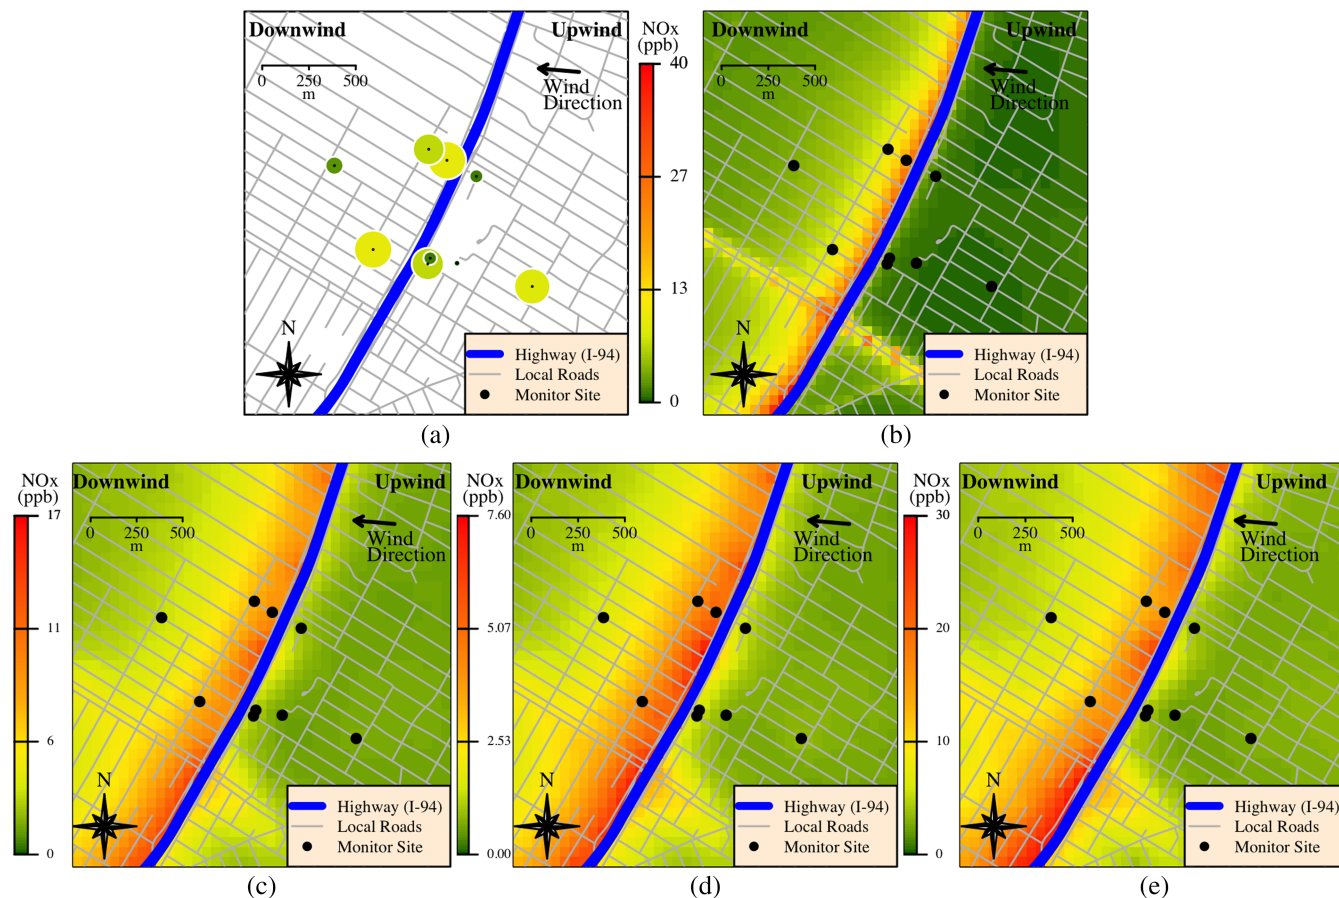 Downwind
Upwind
0 250 500
m
Wind
Direction
N
Highway (I-94)
Local Roads
Monitor Site
(a)
NOx
(ppb)
40
27
13
0
Downwind
Upwind
0 250 500
m
Wind
Direction
N
Highway (I-94)
Local Roads
Monitor Site
(b)
NOx
(ppb)
17
11
6
0
Downwind
Upwind
0 250 500
m
Wind
Direction
N
Highway (I-94)
Local Roads
Monitor Site
(c)
NOx
(ppb)
7.60
5.07
2.53
0.00
Downwind
Upwind
0 250 500
m
Wind
Direction
N
Highway (I-94)
Local Roads
Monitor Site
(d)
NOx
(ppb)
30
20
10
0
Downwind
Upwind
0 250 500
m
Wind
Direction
N
Highway (I-94)
Local Roads
Monitor Site
(e)